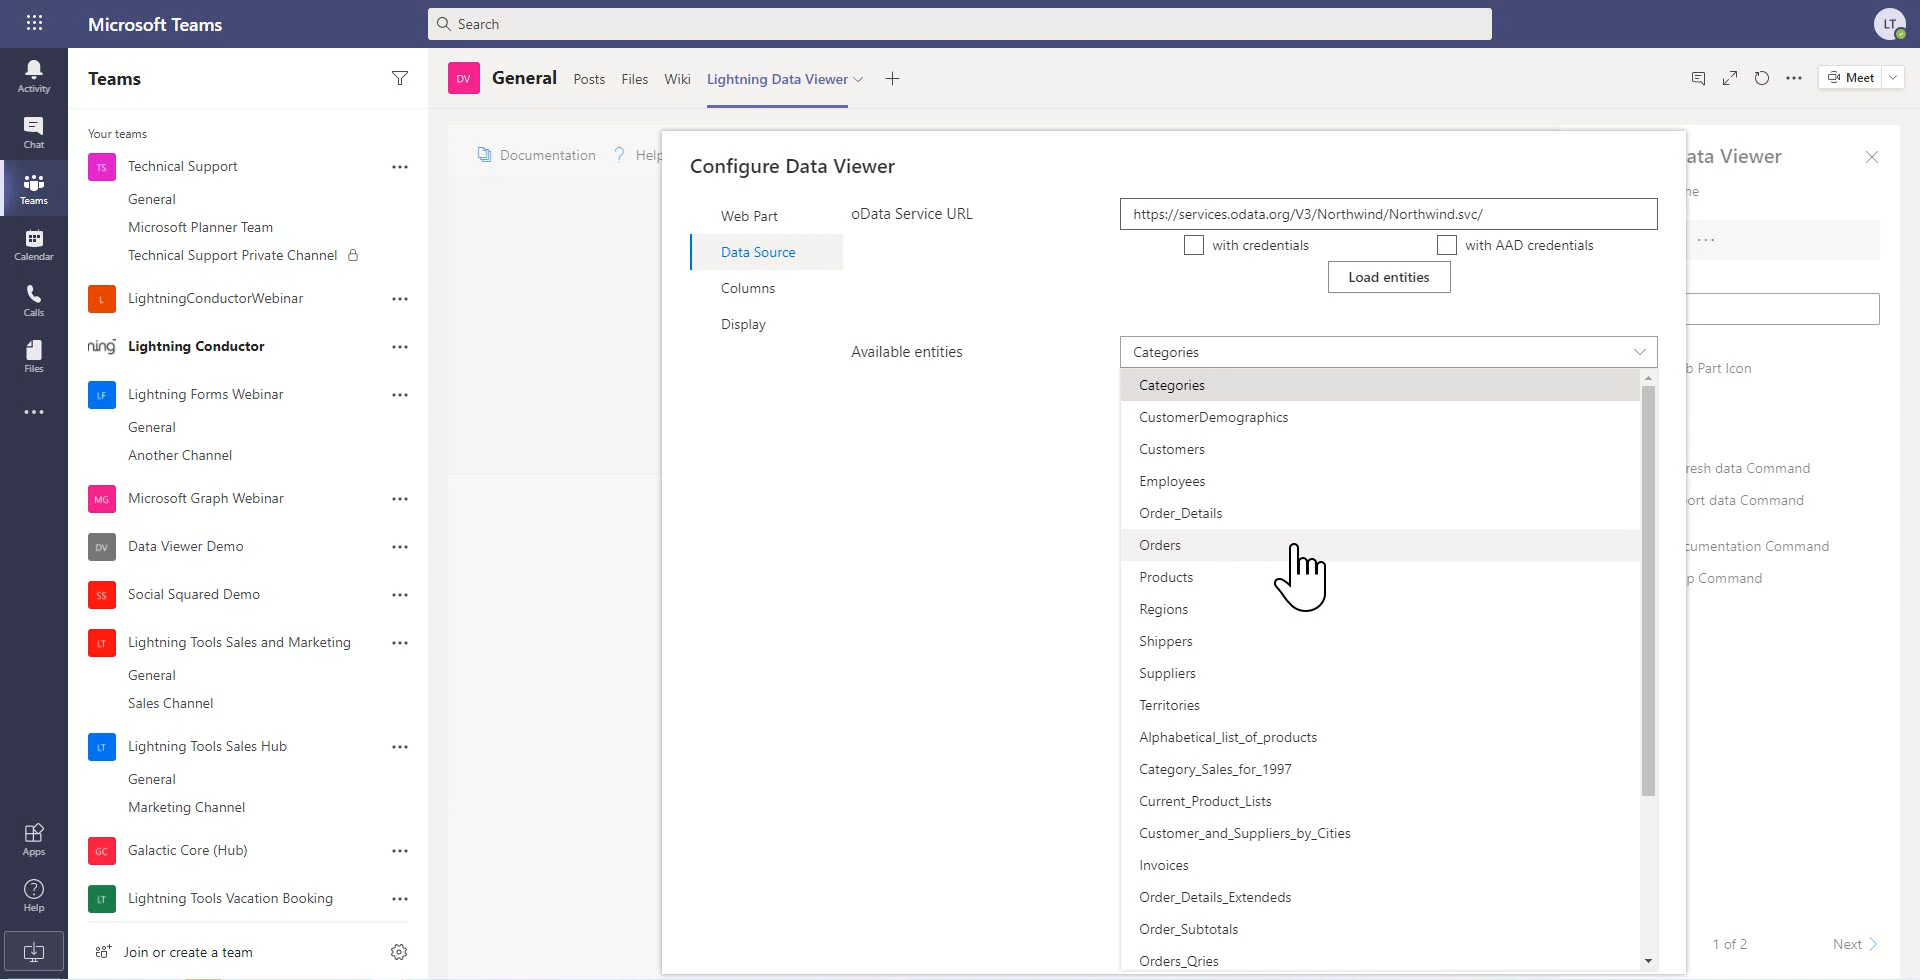 Microsoft Teams
Search
LT
Activity
Chat
Teams
Calendar
Calls
Files
Apps
Help
Teams
Your teams
TS Technical Support
General
Microsoft Planner Team
Technical Support Private Channel
L LightningConductorWebinar
ning Lightning Conductor
LF Lightning Forms Webinar
General
Another Channel
MG Microsoft Graph Webinar
DV Data Viewer Demo
SS Social Squared Demo
LT Lightning Tools Sales and Marketing
General
Sales Channel
LT Lightning Tools Sales Hub
General
Marketing Channel
GC Galactic Core (Hub)
LT Lightning Tools Vacation Booking
Join or create a team
DV General Posts Files Wiki Lightning Data Viewer
Meet
Documentation ? Help
Configure Data Viewer
Web Part
Data Source
Columns
Display
oData Service URL
https://services.odata.org/V3/Northwind/Northwind.svc/
with credentials
with AAD credentials
Load entities
Available entities
Categories
Categories
CustomerDemographics
Customers
Employees
Order_Details
Orders
Products
Regions
Shippers
Suppliers
Territories
Alphabetical_list_of_products
Category_Sales_for_1997
Current_Product_Lists
Customer_and_Suppliers_by_Cities
Invoices
Order_Details_Extendeds
Order_Subtotals
Orders_Qries
ata Viewer
ne
b Part Icon
resh data Command
ort data Command
cumentation Command
p Command
1 of 2
Next